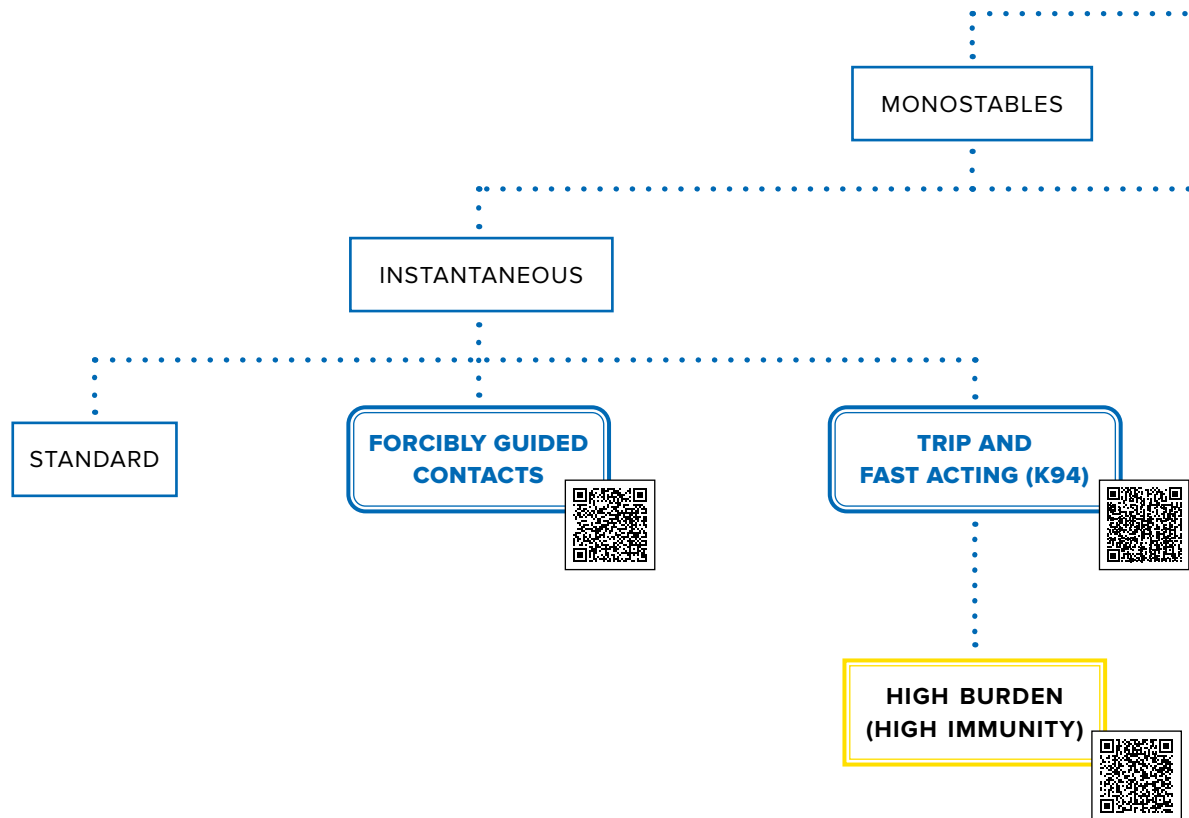 MONOSTABLES
INSTANTANEOUS
STANDARD
FORCIBLY GUIDED
CONTACTS
TRIP AND
FAST ACTING (K94)
HIGH BURDEN
(HIGH IMMUNITY)